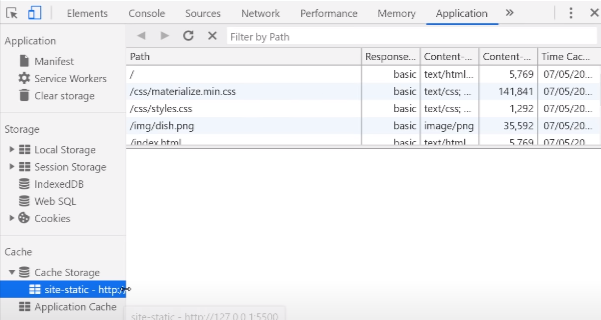 Elements Console Sources Network Performance Memory Application »
Application
Manifest
Service Workers
Clear storage
Storage
Local Storage
Session Storage
IndexedDB
Web SQL
Cookies
Cache
Cache Storage
site-static - http:/
Application Cache
Filter by Path
Path Response... Content-... Content-... Time Cac...
/ basic text/html... 5,769 07/05/20...
/css/materialize.min.css basic text/css; ... 141,841 07/05/20...
/css/styles.css basic text/css; ... 1,292 07/05/20...
/img/dish.png basic image/png 35,592 07/05/20...
/index.html basic text/html... 5,769 07/05/20...
site-static - http://127.0.0.1:5500